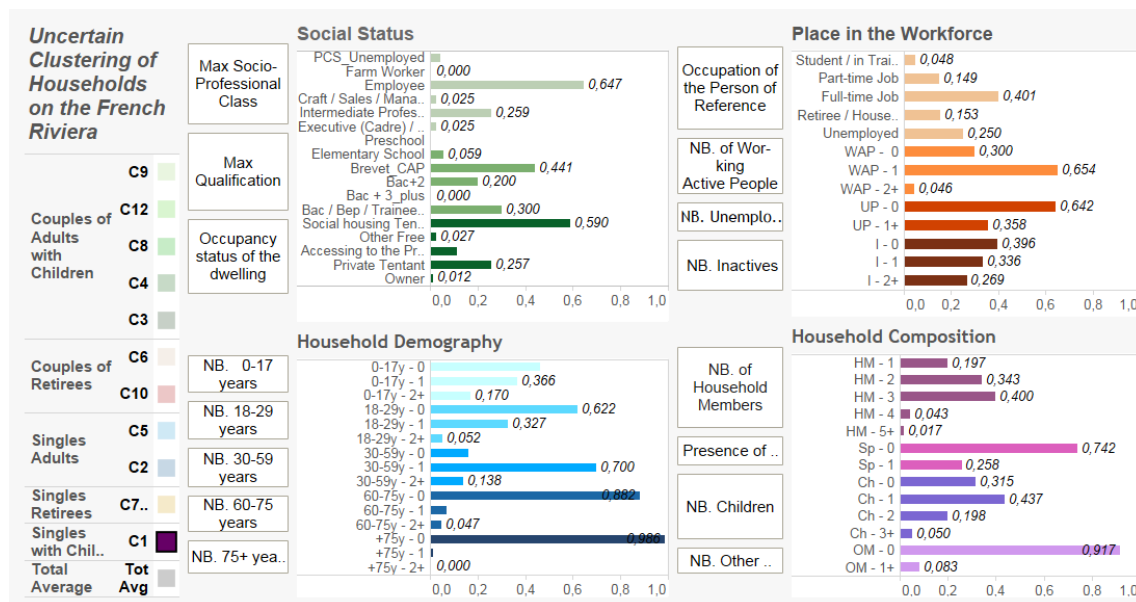 Uncertain
Clustering of
Households
on the French
Riviera
Couples of
Adults
with
Children
C9
C12
C8
C4
C3
Couples of
Retirees
C6
C10
Singles
Adults
C5
C2
Singles
Retirees
C7..
Singles
with Chil..
C1
Total
Average
Tot
Avg
Max Socio-
Professional
Class
Max
Qualification
Occupancy
status of the
dwelling
Social Status
PCS_Unemployed
Farm Worker 0,000
Employee 0,647
Craft / Sales / Mana.. 0,025
Intermediate Profes.. 0,259
Executive (Cadre) / .. 0,025
Preschool
Elementary School 0,059
Brevet_CAP 0,441
Bac+2 0,200
Bac + 3_plus 0,000
Bac / Bep / Trainee.. 0,300
Social housing Ten.. 0,590
Other Free 0,027
Accessing to the Pr..
Private Tentant 0,257
Owner 0,012
0,0 0,2 0,4 0,6 0,8 1,0
Occupation of
the Person of
Reference
NB. of Wor-
king
Active People
NB. Unemplo..
NB. Inactives
Place in the Workforce
Student / in Trai.. 0,048
Part-time Job 0,149
Full-time Job 0,401
Retiree / House.. 0,153
Unemployed 0,250
WAP - 0 0,300
WAP - 1 0,654
WAP - 2+ 0,046
UP - 0 0,642
UP - 1+ 0,358
I - 0 0,396
I - 1 0,336
I - 2+ 0,269
0,0 0,2 0,4 0,6 0,8 1,0
NB. 0-17
years
NB. 18-29
years
NB. 30-59
years
NB. 60-75
years
NB. 75+ yea..
Household Demography
0-17y - 0
0-17y - 1 0,366
0-17y - 2+ 0,170
18-29y - 0 0,622
18-29y - 1 0,327
18-29y - 2+ 0,052
30-59y - 0
30-59y - 1 0,700
30-59y - 2+ 0,138
60-75y - 0 0,882
60-75y - 1
60-75y - 2+ 0,047
+75y - 0 0,986
+75y - 1
+75y - 2+ 0,000
0,0 0,2 0,4 0,6 0,8 1,0
NB. of
Household
Members
Presence of ..
NB. Children
NB. Other ..
Household Composition
HM - 1 0,197
HM - 2 0,343
HM - 3 0,400
HM - 4 0,043
HM - 5+ 0,017
Sp - 0 0,742
Sp - 1 0,258
Ch - 0 0,315
Ch - 1 0,437
Ch - 2 0,198
Ch - 3+ 0,050
OM - 0 0,917
OM - 1+ 0,083
0,0 0,2 0,4 0,6 0,8 1,0